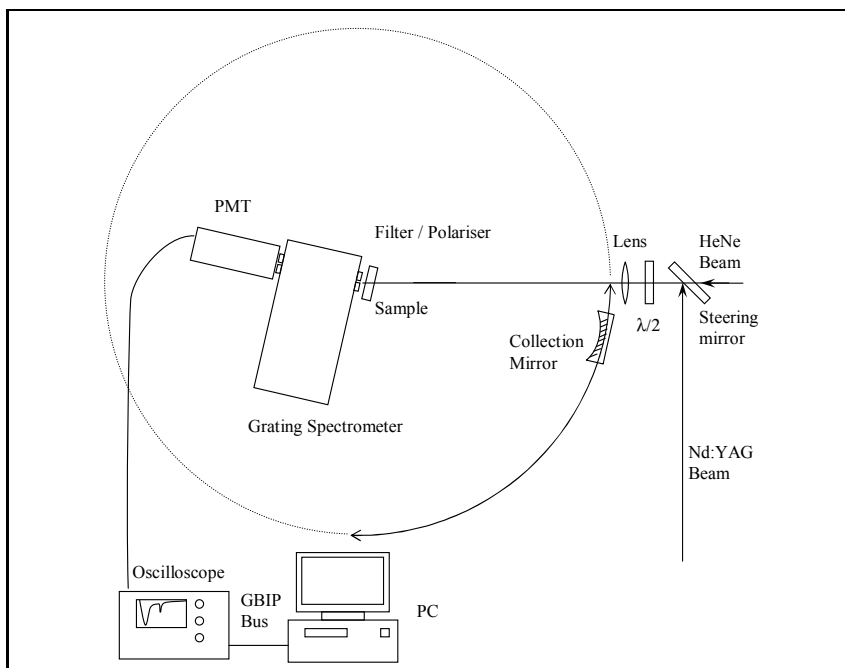 PMT
Filter / Polariser
Sample
Lens
HeNe
Beam
λ/2
Steering
mirror
Collection
Mirror
Grating Spectrometer
Nd:YAG
Beam
Oscilloscope
GBIP
Bus
PC